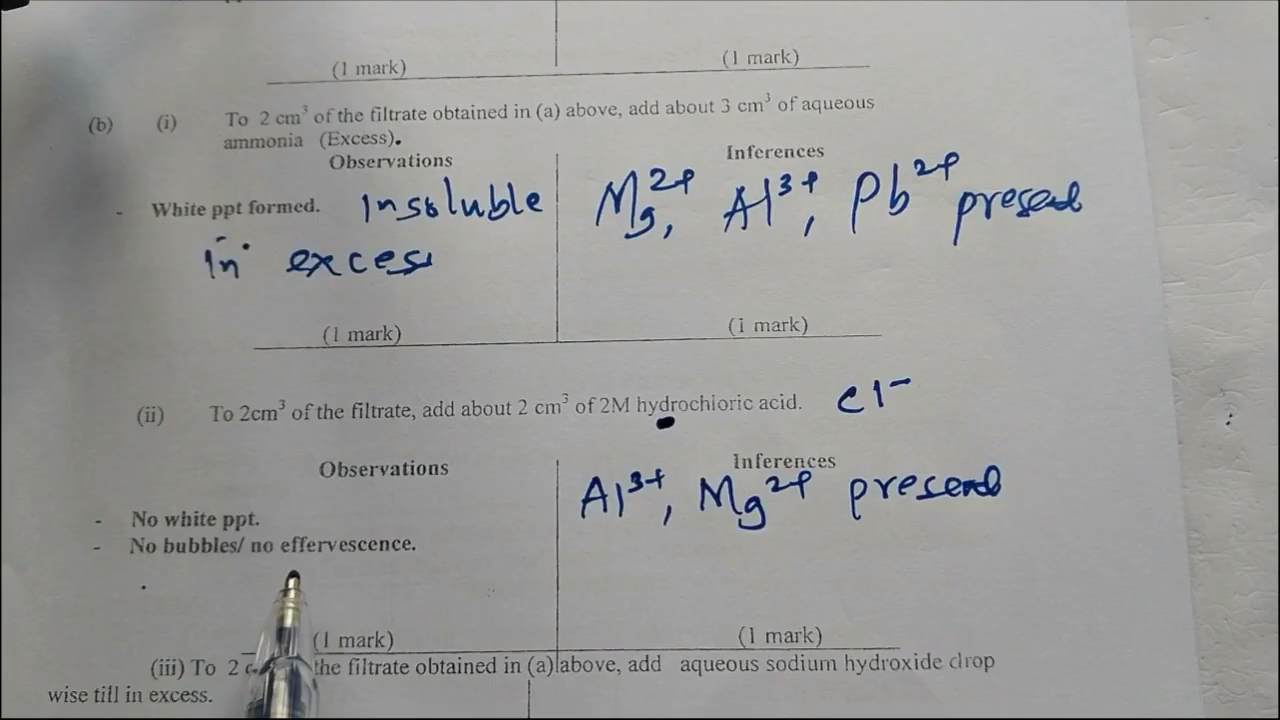 (1 mark) (1 mark)
(b) (i) To 2 cm³ of the filtrate obtained in (a) above, add about 3 cm³ of aqueous
ammonia (Excess).
Observations Inferences
- White ppt formed. Insoluble Mg²⁺, Al³⁺, Pb²⁺ present
in excess
(1 mark) (1 mark)
(ii) To 2cm³ of the filtrate, add about 2 cm³ of 2M hydrochloric acid. Cl⁻
Observations Inferences
Al³⁺, Mg²⁺ present
- No white ppt.
- No bubbles/ no effervescence.
(1 mark) (1 mark)
(iii) To 2 the filtrate obtained in (a) above, add aqueous sodium hydroxide drop
wise till in excess.